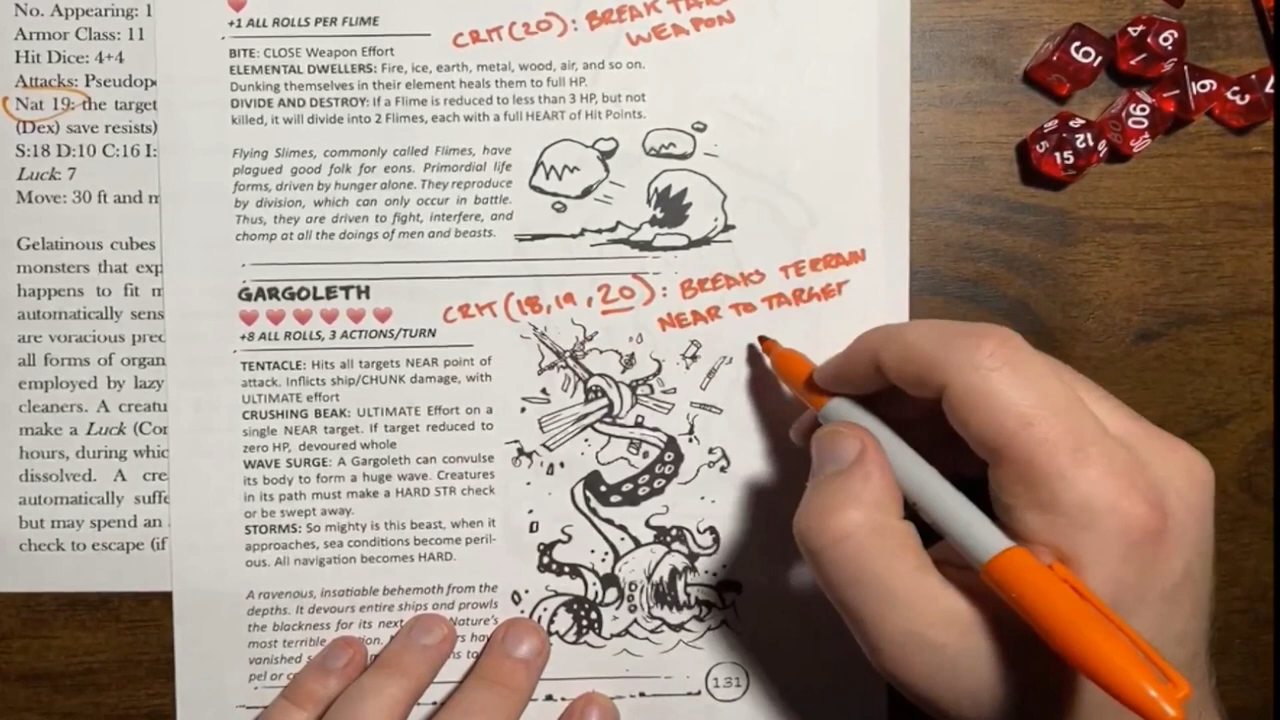 No. Appearing: 1
Armor Class: 11
Hit Dice: 4+4
Attacks:
Nat 19: the target
(Dex) save resists)
S:18 D:10 C:16 I:
Luck: 7
Move: 30 ft and
Gelatinous cubes
monsters that
happens to fit
automatically
are voracious
all forms of organ
employed by lazy
cleaners. A
make a Luck
hours, during
dissolved. A
automatically
but may spend an
check to escape (if
+1 ALL ROLLS PER FLIME
CRIT(20): BREAK
WEAPON
BITE: CLOSE Weapon Effort
ELEMENTAL DWELLERS: Fire, ice, earth, metal, wood, air, and so on.
Dunking themselves in their element heals them to full HP.
DIVIDE AND DESTROY: If a Flime is reduced to less than 3 HP, but not
killed, it will divide into 2 Flimes, each with a full HEART of Hit Points.
Flying Slimes, commonly called Flimes, have
plagued good folk for eons. Primordial life
forms, driven by hunger alone. They reproduce
by division, which can only occur in battle.
Thus, they are driven to fight, interfere, and
chomp at all the doings of men and beasts.
GARGOLETH
CRIT(18,19,20): BREAKS TERRAIN
NEAR TO TARGET
+8 ALL ROLLS, 3 ACTIONS/TURN
TENTACLE: Hits all targets NEAR point of
attack. Inflicts ship/CHUNK damage, with
ULTIMATE effort
CRUSHING BEAK: ULTIMATE Effort on a
single NEAR target. If target reduced to
zero HP, devoured whole
WAVE SURGE: A Gargoleth can convulse
its body to form a huge wave. Creatures
in its path must make a HARD STR check
or be swept away.
STORMS: So mighty is this beast, when it
approaches, sea conditions become peril-
ous. All navigation becomes HARD.
A ravenous, insatiable behemoth from the
depths. It devours entire ships and prowls
the blackness for its next Nature's
most terrible
vanished
pel or
131
9
6
3
15
12
90